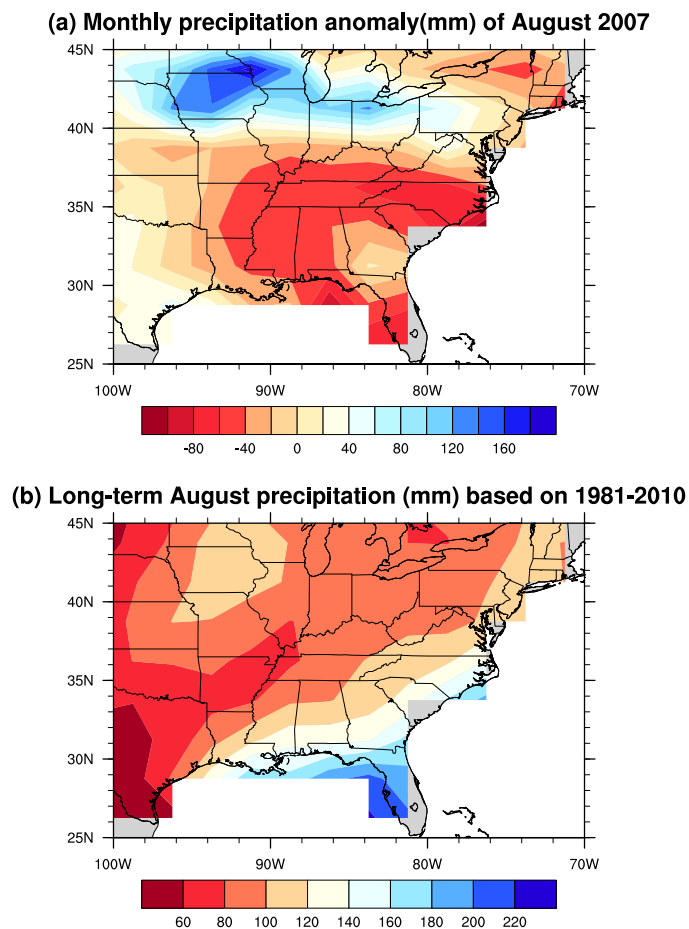 (a) Monthly precipitation anomaly(mm) of August 2007
45N
40N
35N
30N
25N
100W 90W 80W 70W
-80 -40 0 40 80 120 160
(b) Long-term August precipitation (mm) based on 1981-2010
45N
40N
35N
30N
25N
100W 90W 80W 70W
60 80 100 120 140 160 180 200 220